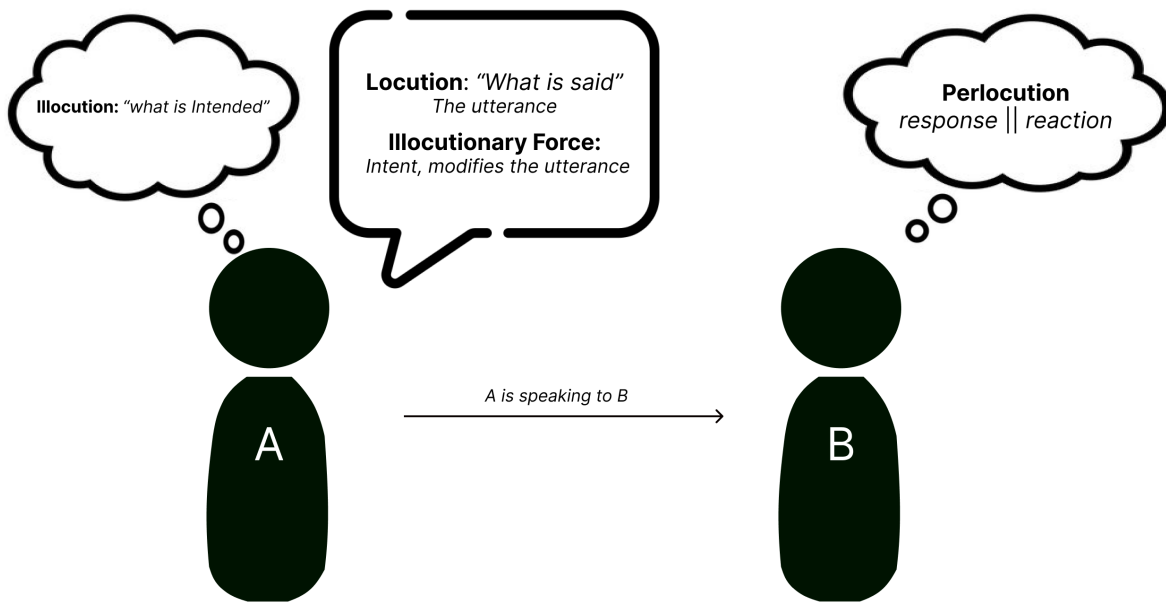 Illocution: “what is Intended”
Locution: “What is said”
The utterance
Illocutionary Force:
Intent, modifies the utterance
Perlocution
response || reaction
A is speaking to B
A
B